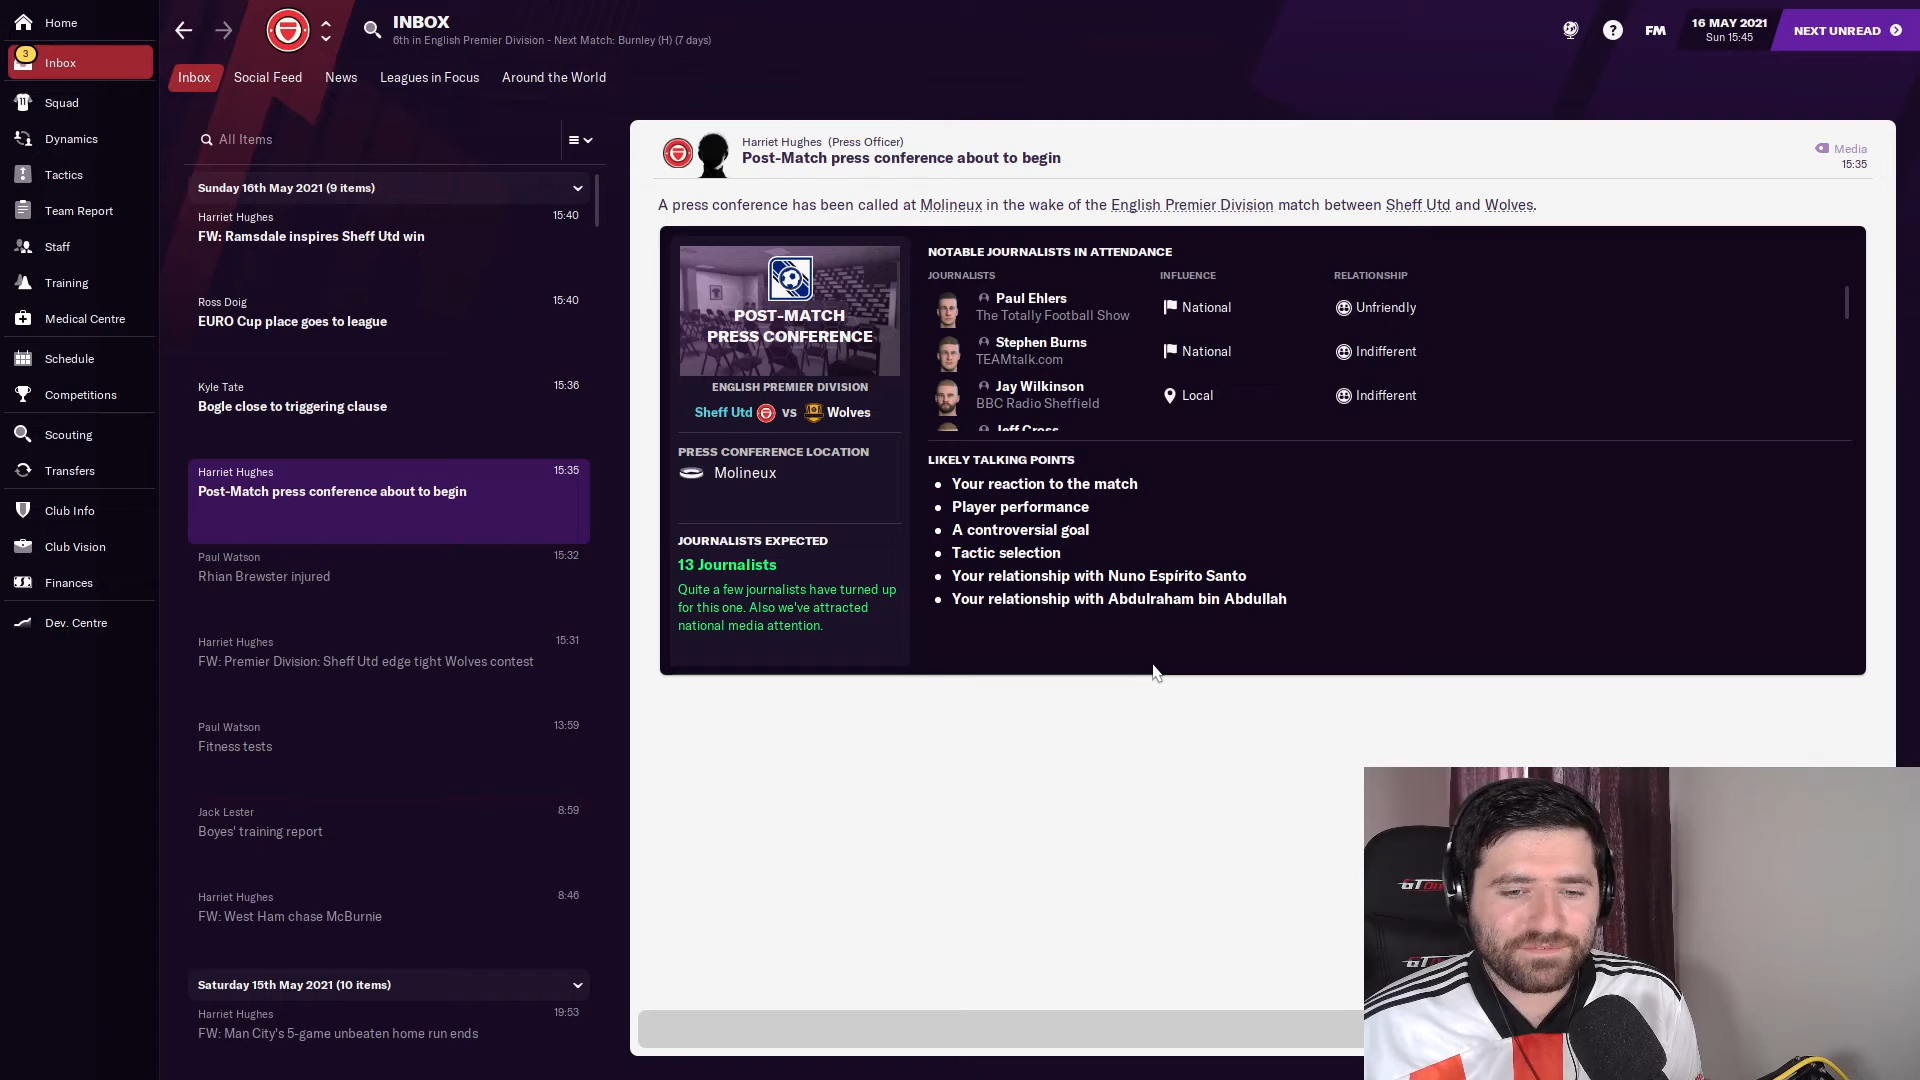 Home
3
Inbox
Squad
Dynamics
Tactics
Team Report
Staff
Training
Medical Centre
Schedule
Competitions
Scouting
Transfers
Club Info
Club Vision
Finances
Dev. Centre
INBOX
6th in English Premier Division - Next Match: Burnley (H) (7 days)
?
FM
16 MAY 2021
Sun 15:45
NEXT UNREAD
Inbox
Social Feed
News
Leagues in Focus
Around the World
All Items
Sunday 16th May 2021 (9 items)
Harriet Hughes 15:40
FW: Ramsdale inspires Sheff Utd win
Ross Doig 15:40
EURO Cup place goes to league
Kyle Tate 15:36
Bogle close to triggering clause
Harriet Hughes 15:35
Post-Match press conference about to begin
Paul Watson 15:32
Rhian Brewster injured
Harriet Hughes 15:31
FW: Premier Division: Sheff Utd edge tight Wolves contest
Paul Watson 13:59
Fitness tests
Jack Lester 8:59
Boyes' training report
Harriet Hughes 8:46
FW: West Ham chase McBurnie
Saturday 15th May 2021 (10 items)
Harriet Hughes 19:53
FW: Man City's 5-game unbeaten home run ends
Harriet Hughes (Press Officer)
Post-Match press conference about to begin
Media
15:35
A press conference has been called at Molineux in the wake of the English Premier Division match between Sheff Utd and Wolves.
POST-MATCH
PRESS CONFERENCE
ENGLISH PREMIER DIVISION
Sheff Utd vs Wolves
PRESS CONFERENCE LOCATION
Molineux
JOURNALISTS EXPECTED
13 Journalists
Quite a few journalists have turned up
for this one. Also we've attracted
national media attention.
NOTABLE JOURNALISTS IN ATTENDANCE
JOURNALISTS INFLUENCE RELATIONSHIP
Paul Ehlers
The Totally Football Show
National
Unfriendly
Stephen Burns
TEAMtalk.com
National
Indifferent
Jay Wilkinson
BBC Radio Sheffield
Local
Indifferent
Jeff Cross
LIKELY TALKING POINTS
Your reaction to the match
Player performance
A controversial goal
Tactic selection
Your relationship with Nuno Espírito Santo
Your relationship with Abdulraham bin Abdullah